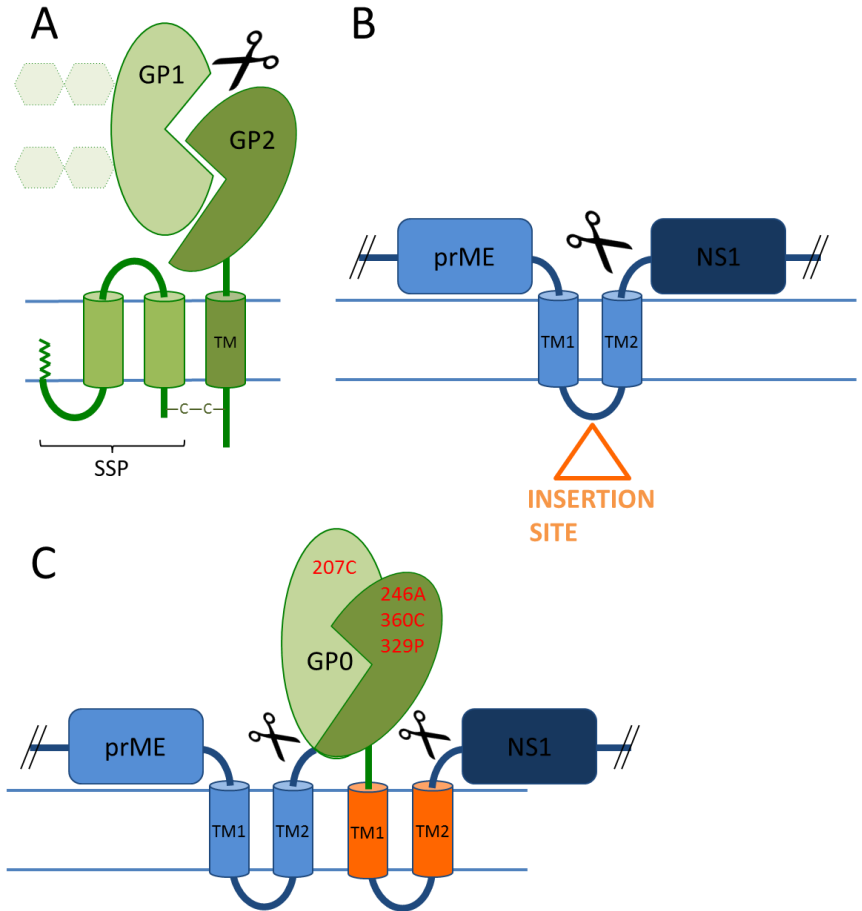 A
GP1
GP2
TM
C C
SSP
B
prME
NS1
TM1
TM2
INSERTION
SITE
C
207C
246A
360C
329P
GP0
prME
NS1
TM1
TM2
TM1
TM2